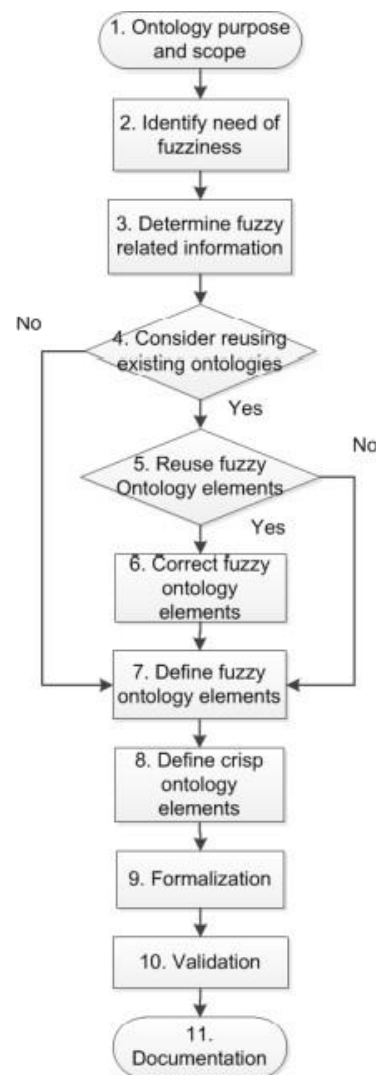 1. Ontology purpose
and scope
2. Identify need of
fuzziness
3. Determine fuzzy
related information
No
4. Consider reusing
existing ontologies
Yes
No
5. Reuse fuzzy
Ontology elements
Yes
6. Correct fuzzy
ontology
elements
7. Define fuzzy
ontology elements
8. Define crisp
ontology
elements
9. Formalization
10. Validation
11.
Documentation